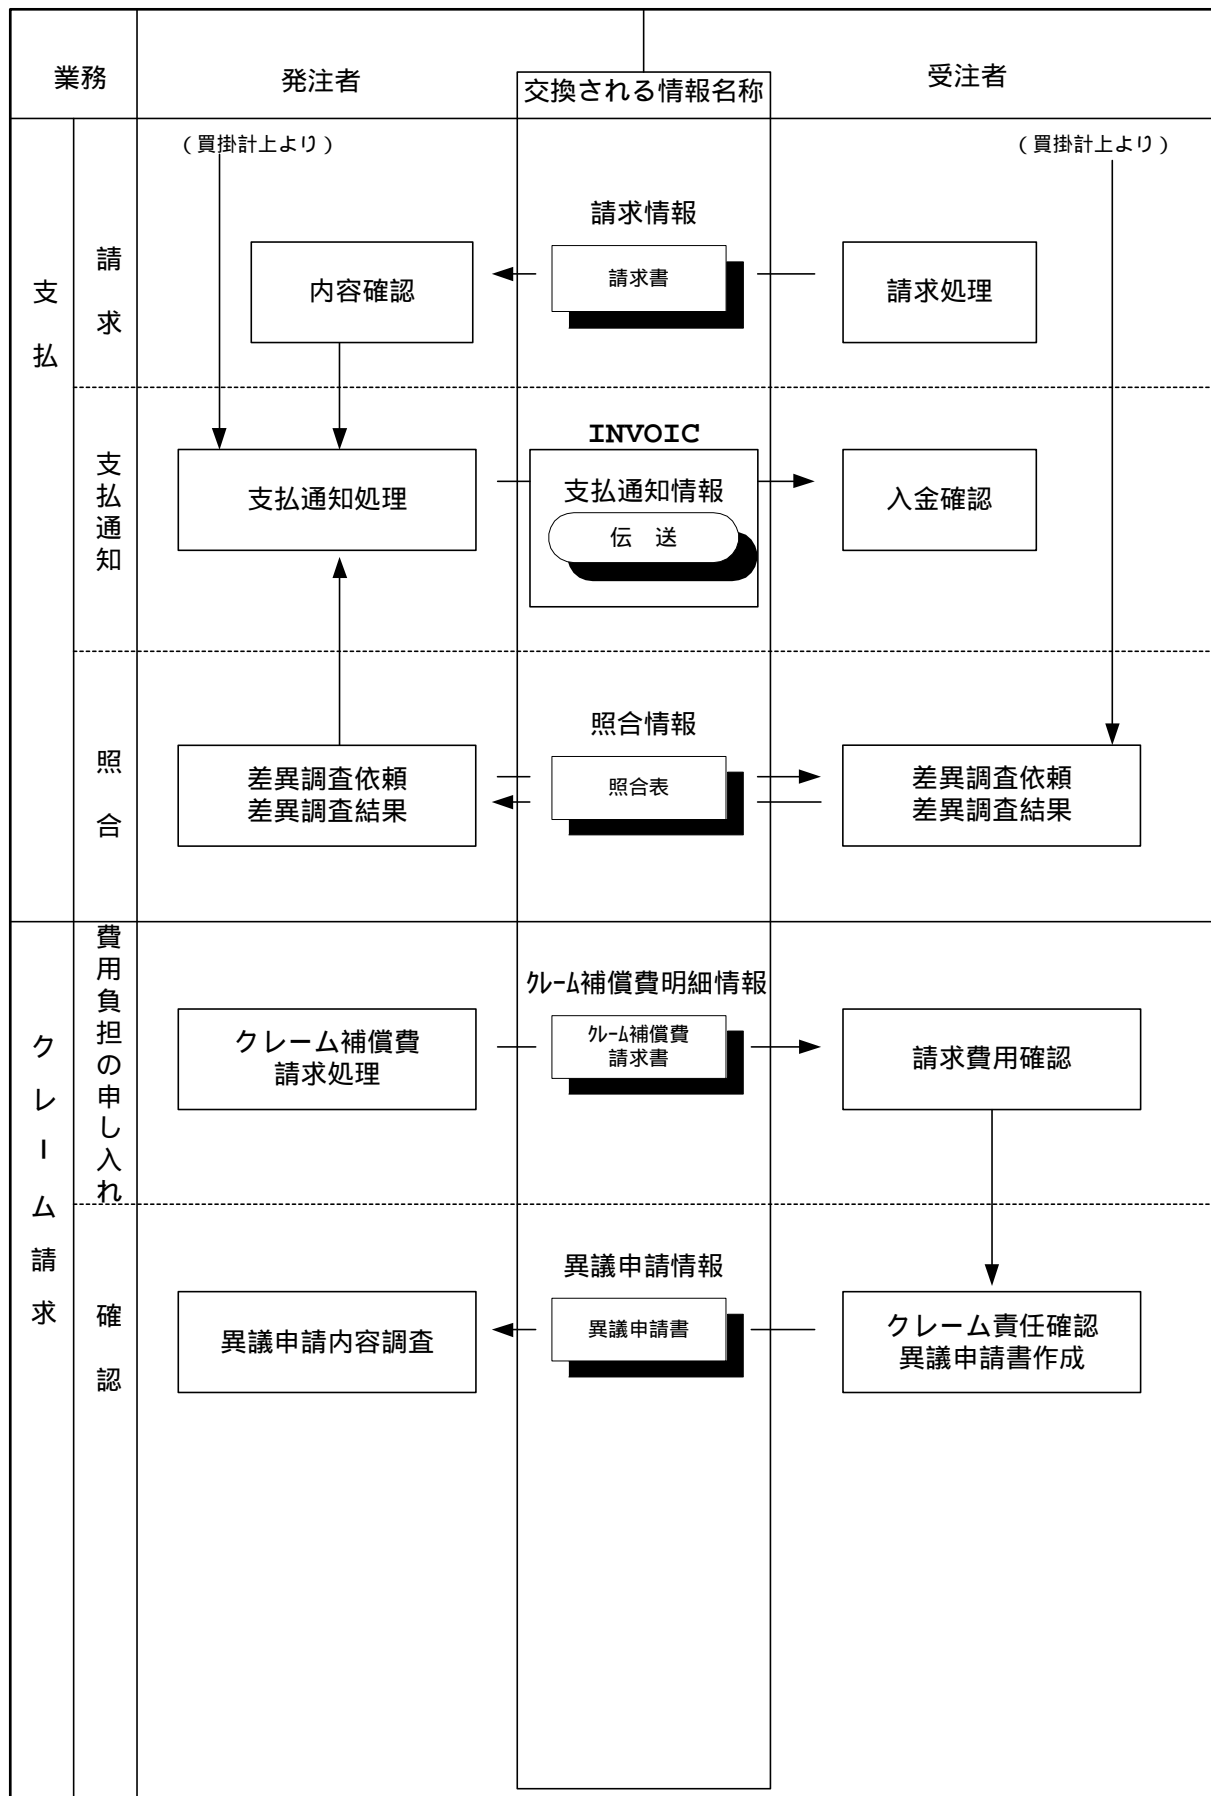 業務
発注者
交換される情報名称
受注者
(買掛計上より)
(買掛計上より)
支払
請求
請求情報
内容確認
請求書
請求処理
支払通知
INVOIC
支払通知処理
支払通知情報
伝　送
入金確認
照合
照合情報
差異調査依頼
差異調査結果
照合表
差異調査依頼
差異調査結果
クレーム請求
費用負担の申し入れ
ｸﾚｰﾑ補償費明細情報
クレーム補償費
請求処理
ｸﾚｰﾑ補償費
請求書
請求費用確認
確認
異議申請情報
異議申請内容調査
異議申請書
クレーム責任確認
異議申請書作成